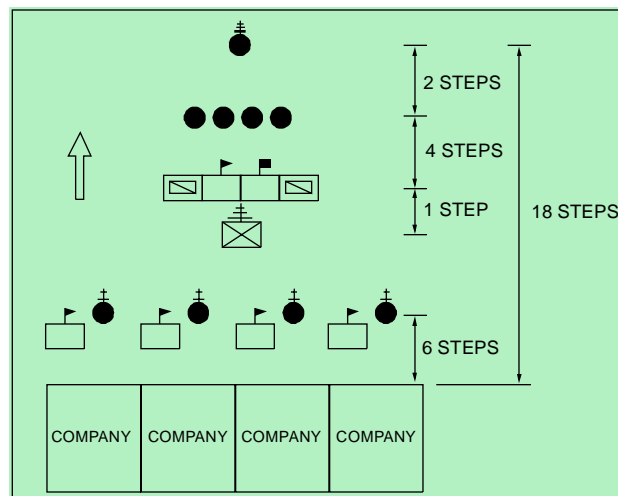 2 STEPS
4 STEPS
1 STEP
18 STEPS
6 STEPS
COMPANY COMPANY COMPANY COMPANY